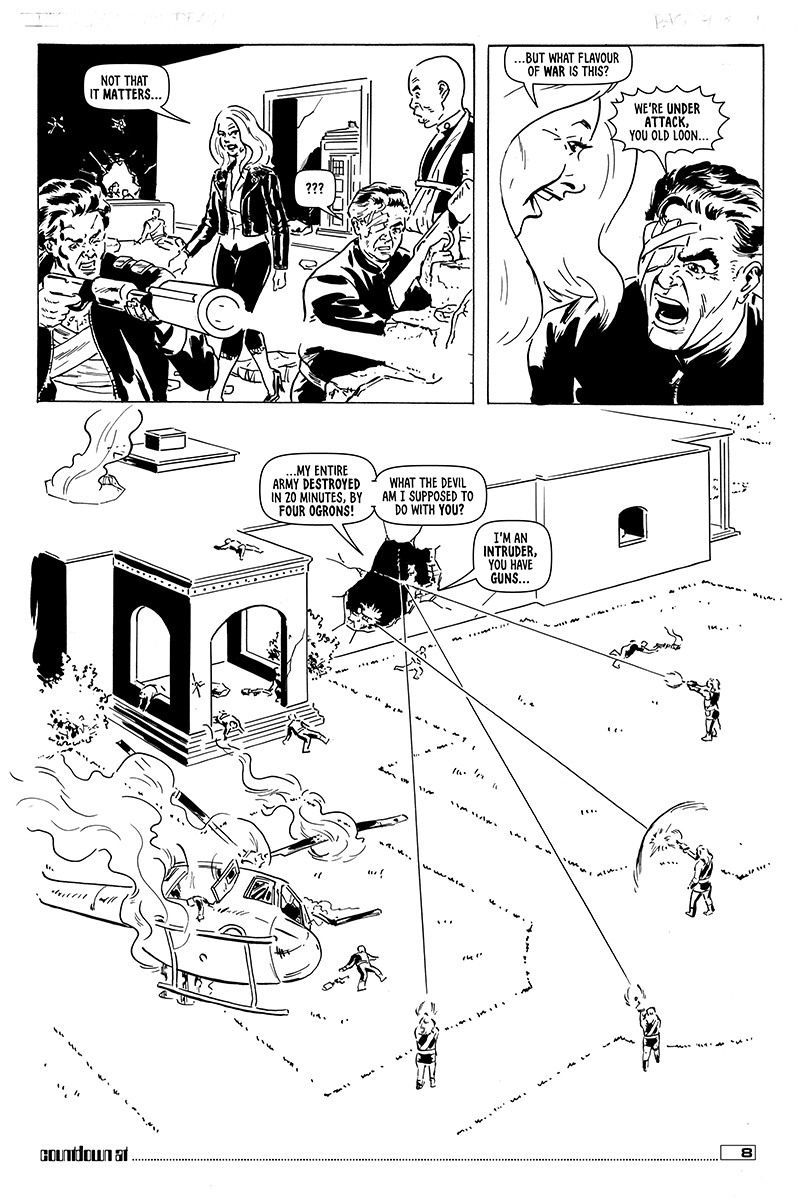 NOT THAT
IT MATTERS...
???
...BUT WHAT FLAVOUR
OF WAR IS THIS?
WE'RE UNDER
ATTACK,
YOU OLD LOON...
...MY ENTIRE
ARMY DESTROYED
IN 20 MINUTES, BY
FOUR OGRONS!
WHAT THE DEVIL
AM I SUPPOSED TO
DO WITH YOU?
I'M AN
INTRUDER,
YOU HAVE
GUNS...
countdown at
8